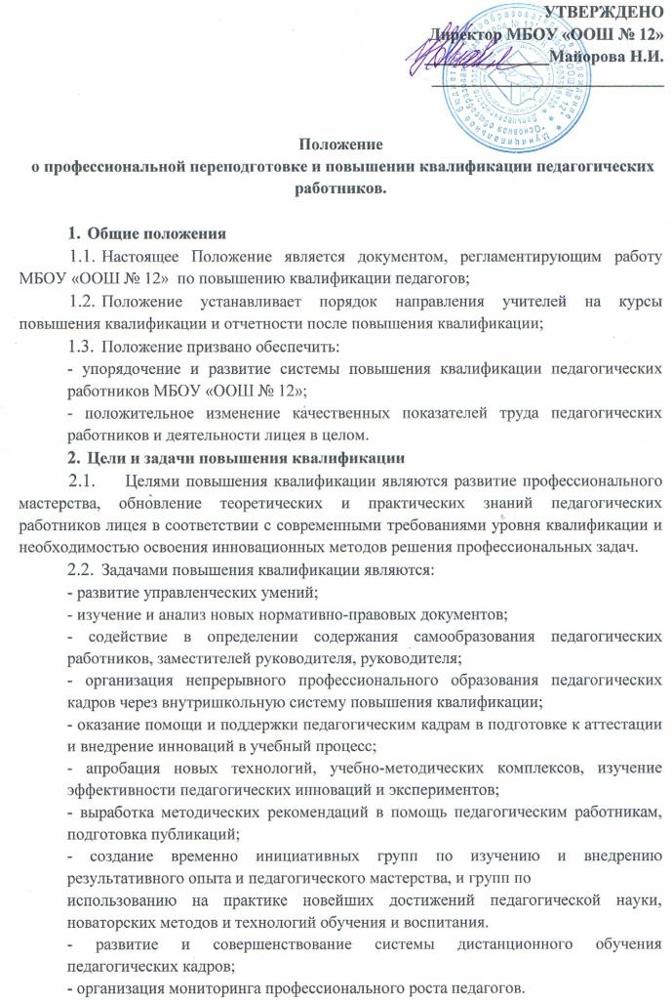 УТВЕРЖДЕНО
Директор МБОУ «ООШ № 12»
Майорова Н.И.
Положение
о профессиональной переподготовке и повышении квалификации педагогических
работников.
1. Общие положения
1.1. Настоящее Положение является документом, регламентирующим работу
МБОУ «ООШ № 12» по повышению квалификации педагогов;
1.2. Положение устанавливает порядок направления учителей на курсы
повышения квалификации и отчетности после повышения квалификации;
1.3. Положение призвано обеспечить:
- упорядочение и развитие системы повышения квалификации педагогических
работников МБОУ «ООШ № 12»;
- положительное изменение качественных показателей труда педагогических
работников и деятельности лицея в целом.
2. Цели и задачи повышения квалификации
2.1. Целями повышения квалификации являются развитие профессионального
мастерства, обновление теоретических и практических знаний педагогических
работников лицея в соответствии с современными требованиями уровня квалификации и
необходимостью освоения инновационных методов решения профессиональных задач.
2.2. Задачами повышения квалификации являются:
- развитие управленческих умений;
- изучение и анализ новых нормативно-правовых документов;
- содействие в определении содержания самообразования педагогических
работников, заместителей руководителя, руководителя;
- организация непрерывного профессионального образования педагогических
кадров через внутришкольную систему повышения квалификации;
- оказание помощи и поддержки педагогическим кадрам в подготовке к аттестации
и внедрение инноваций в учебный процесс;
- апробация новых технологий, учебно-методических комплексов, изучение
эффективности педагогических инноваций и экспериментов;
- выработка методических рекомендаций в помощь педагогическим работникам,
подготовка публикаций;
- создание временно инициативных групп по изучению и внедрению
результативного опыта и педагогического мастерства, и групп по
использованию на практике новейших достижений педагогической науки,
новаторских методов и технологий обучения и воспитания.
- развитие и совершенствование системы дистанционного обучения
педагогических кадров;
- организация мониторинга профессионального роста педагогов.